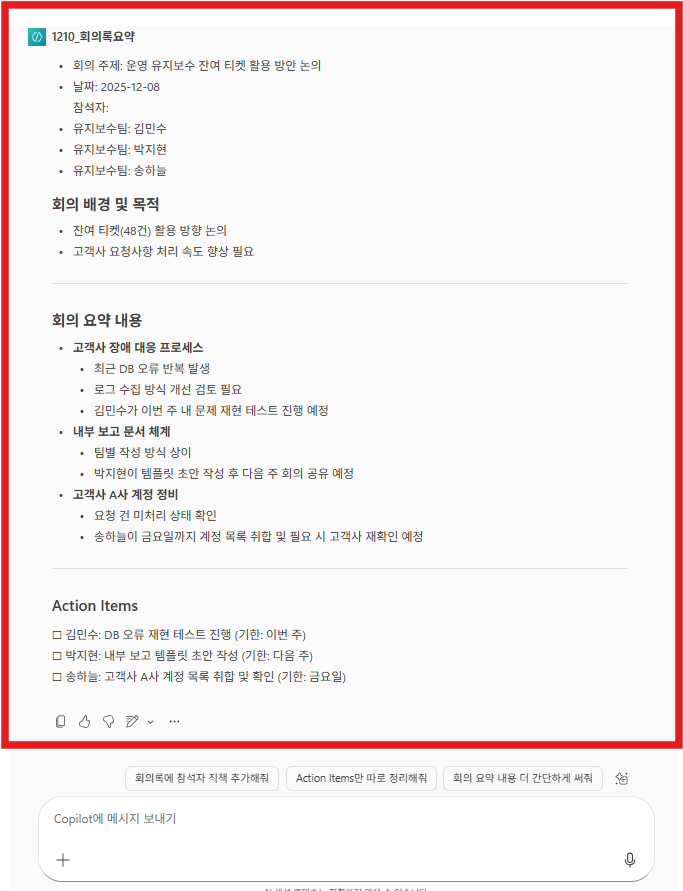 1210_회의록요약
• 회의 주제: 운영 유지보수 잔여 티켓 활용 방안 논의
• 날짜: 2025-12-08
참석자:
• 유지보수팀: 김민수
• 유지보수팀: 박지현
• 유지보수팀: 송하늘
회의 배경 및 목적
• 잔여 티켓(48건) 활용 방향 논의
• 고객사 요청사항 처리 속도 향상 필요
회의 요약 내용
• 고객사 장애 대응 프로세스
• 최근 DB 오류 반복 발생
• 로그 수집 방식 개선 검토 필요
• 김민수가 이번 주 내 문제 재현 테스트 진행 예정
• 내부 보고 문서 체계
• 팀별 작성 방식 상이
• 박지현이 템플릿 초안 작성 후 다음 주 회의 공유 예정
• 고객사 A사 계정 정비
• 요청 건 미처리 상태 확인
• 송하늘이 금요일까지 계정 목록 취합 및 필요 시 고객사 재확인 예정
Action Items
☐ 김민수: DB 오류 재현 테스트 진행 (기한: 이번 주)
☐ 박지현: 내부 보고 템플릿 초안 작성 (기한: 다음 주)
☐ 송하늘: 고객사 A사 계정 목록 취합 및 확인 (기한: 금요일)
회의록에 참석자 직책 추가해줘 Action Items만 따로 정리해줘 회의 요약 내용 더 간단하게 써줘
Copilot에 메시지 보내기